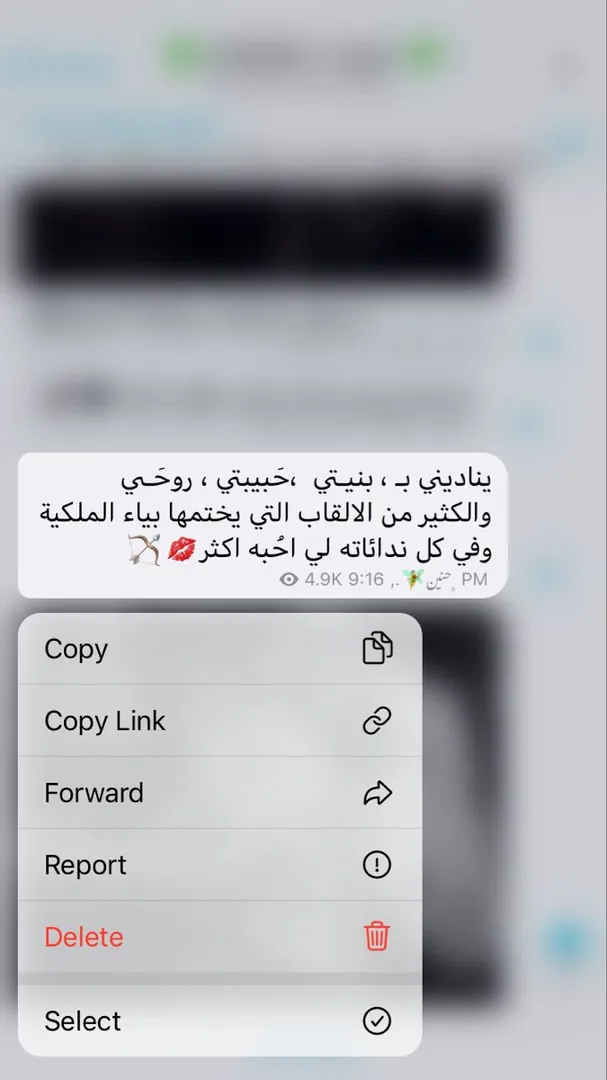 يناديني بـ ، بنيـتي ،حَبيبتي ، روحَـي
والكثير من الالقاب التي يختمها بياء الملكية
وفي كل ندائاته لي احُبه اكثر💋🏹
4.9K حنين 9:16 PM
Copy
Copy Link
Forward
Report
Delete
Select